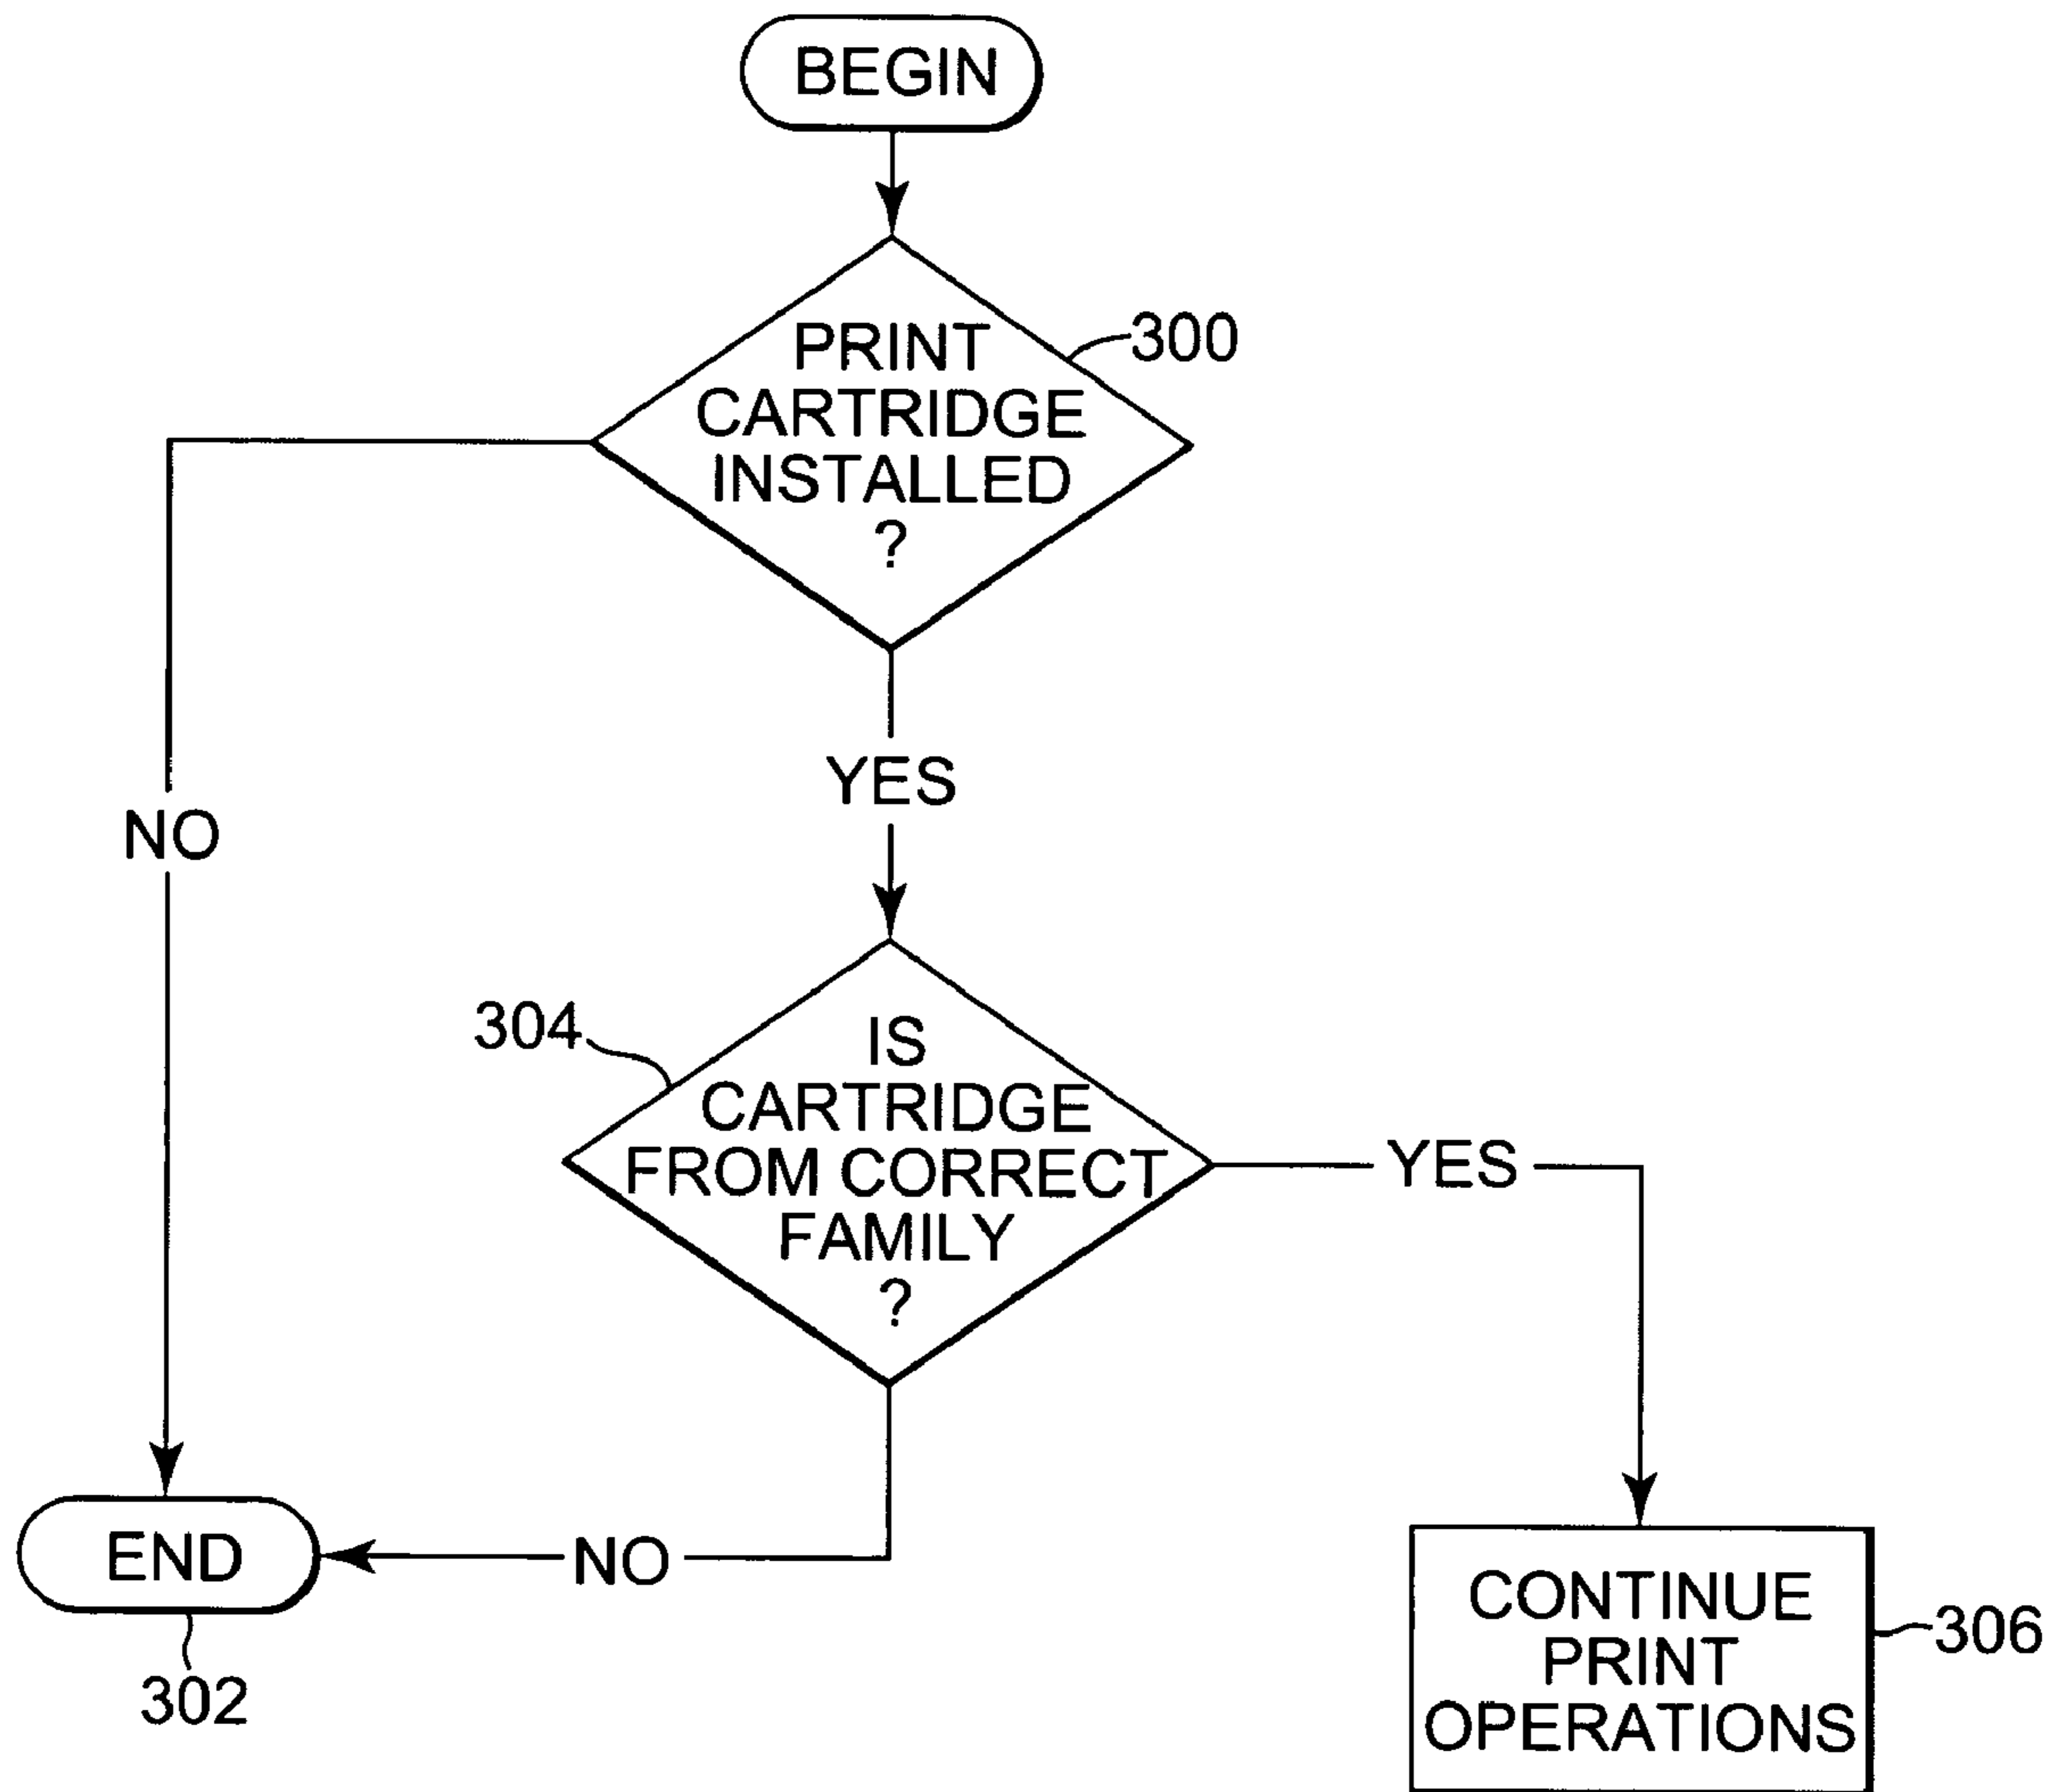 BEGIN
PRINT
CARTRIDGE
INSTALLED
?
300
YES
NO
304
IS
CARTRIDGE
FROM CORRECT
FAMILY
?
YES
NO
END
302
CONTINUE
PRINT
OPERATIONS
306